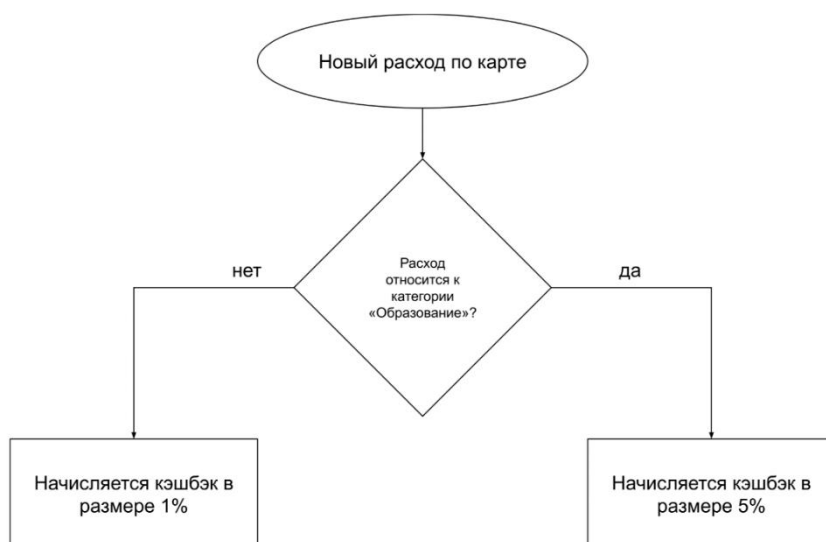 Новый расход по карте
нет
Расход
относится к
категории
«Образование»?
да
Начисляется кэшбэк в
размере 1%
Начисляется кэшбэк в
размере 5%